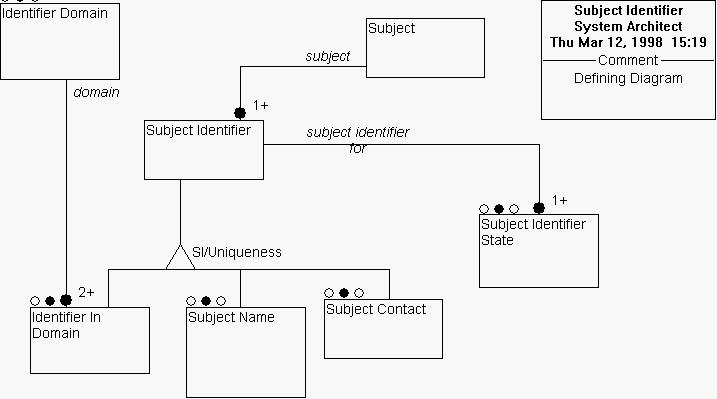 Identifier Domain
Subject
Subject Identifier
System Architect
Thu Mar 12, 1998 15:19
Comment
Defining Diagram
subject
domain
1+
Subject Identifier
subject identifier
for
1+
Subject Identifier
State
SI/Uniqueness
2+
Identifier In
Domain
Subject Name
Subject Contact